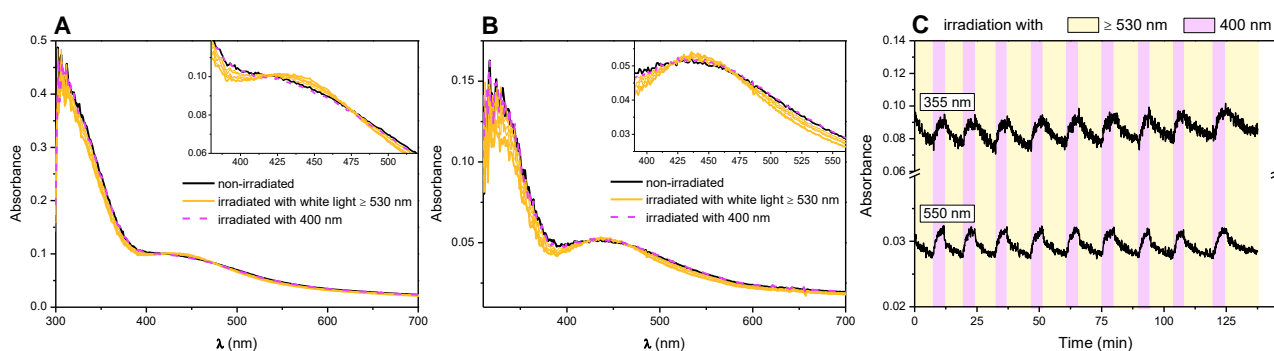 A
0.5
0.4
0.3
0.2
0.1
0.0
300
400
500
600
700
Absorbance
λ (nm)
0.12
0.10
0.08
0.06
400
425
450
475
500
non-irradiated
irradiated with white light ≥ 530 nm
irradiated with 400 nm
B
0.15
0.10
0.05
400
500
600
700
Absorbance
λ (nm)
0.05
0.04
0.03
400
425
450
475
500
525
550
non-irradiated
irradiated with white light ≥ 530 nm
irradiated with 400 nm
C irradiation with ≥ 530 nm 400 nm
0.14
0.12
0.10
0.08
0.06
0.03
0.02
355 nm
550 nm
0
25
50
75
100
125
Absorbance
Time (min)